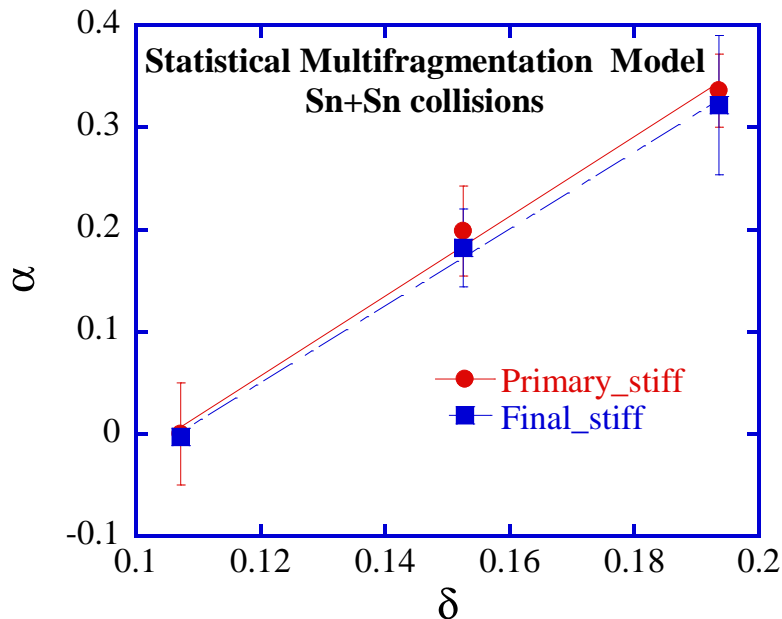 Statistical Multifragmentation Model
Sn+Sn collisions
0.4
0.3
0.2
0.1
0
-0.1
α
Primary_stiff
Final_stiff
0.1 0.12 0.14 0.16 0.18 0.2
δ